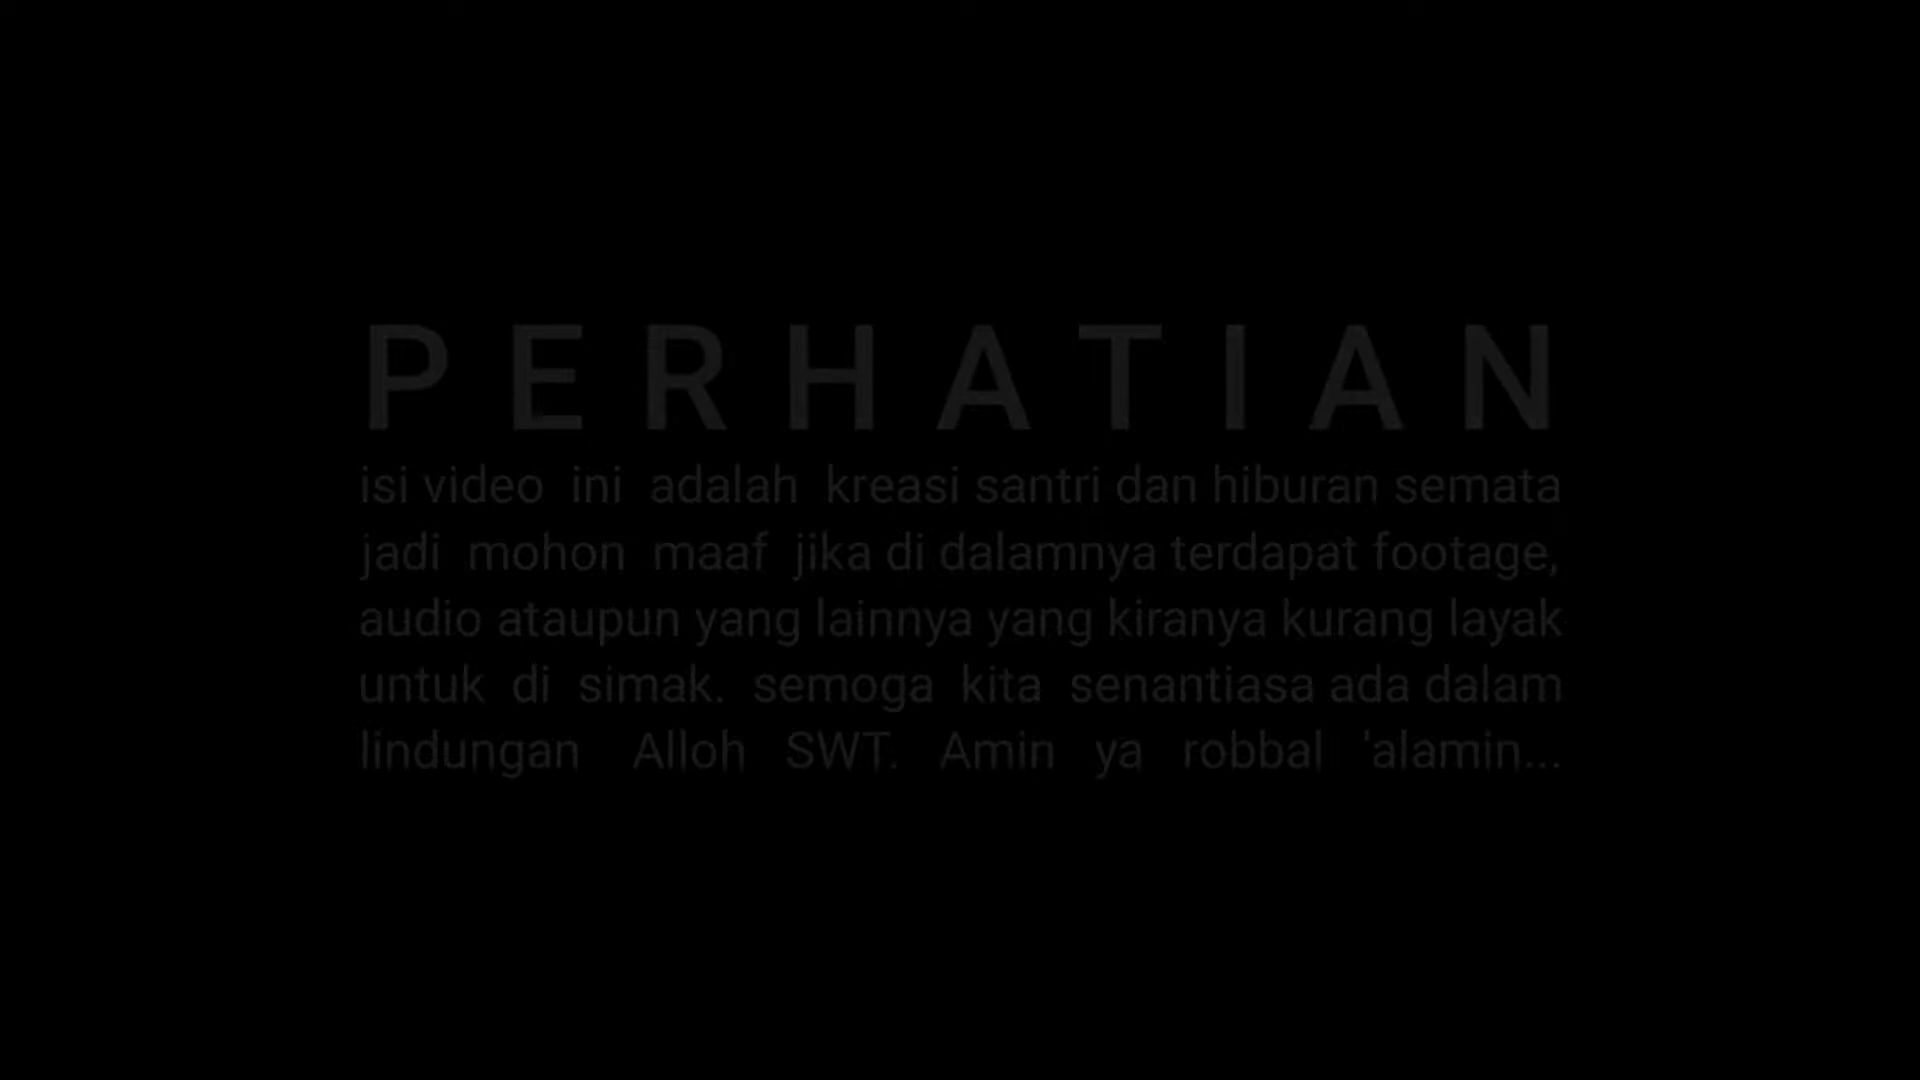 PERHATIAN
isi video ini adalah kreasi santri dan hiburan semata
jadi mohon maaf jika di dalamnya terdapat footage,
audio ataupun yang lainnya yang kiranya kurang layak
untuk di simak. semoga kita senantiasa ada dalam
lindungan Alloh SWT. Amin ya robbal 'alamin...